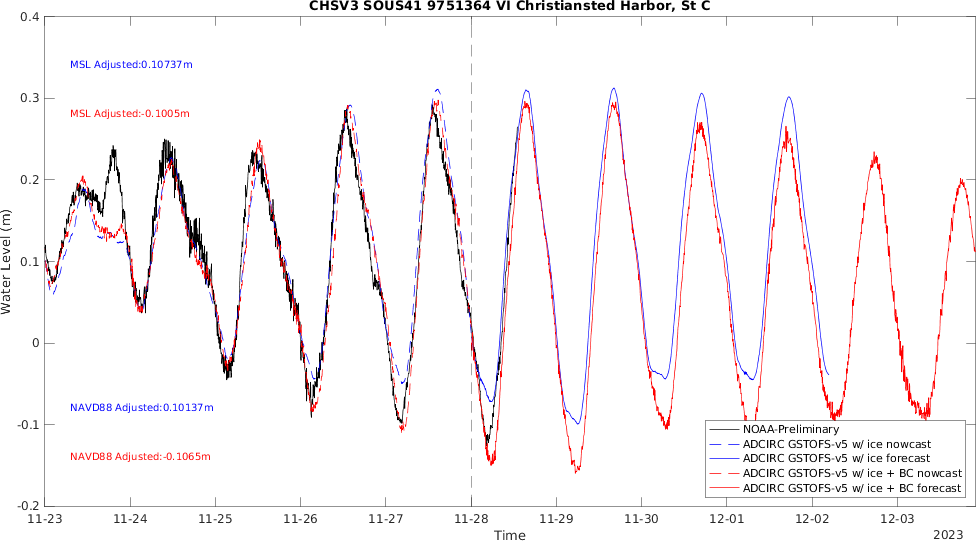 CHSV3 SOUS41 9751364 VI Christiansted Harbor, St C
0.4
0.3
0.2
0.1
0
-0.1
-0.2
Water Level (m)
MSL Adjusted:0.10737m
MSL Adjusted:-0.1005m
NAVD88 Adjusted:0.10137m
NAVD88 Adjusted:-0.1065m
NOAA-Preliminary
ADCIRC GSTOFS-v5 w/ ice nowcast
ADCIRC GSTOFS-v5 w/ ice forecast
ADCIRC GSTOFS-v5 w/ ice + BC nowcast
ADCIRC GSTOFS-v5 w/ ice + BC forecast
11-23 11-24 11-25 11-26 11-27 11-28 11-29 11-30 12-01 12-02 12-03
Time
2023